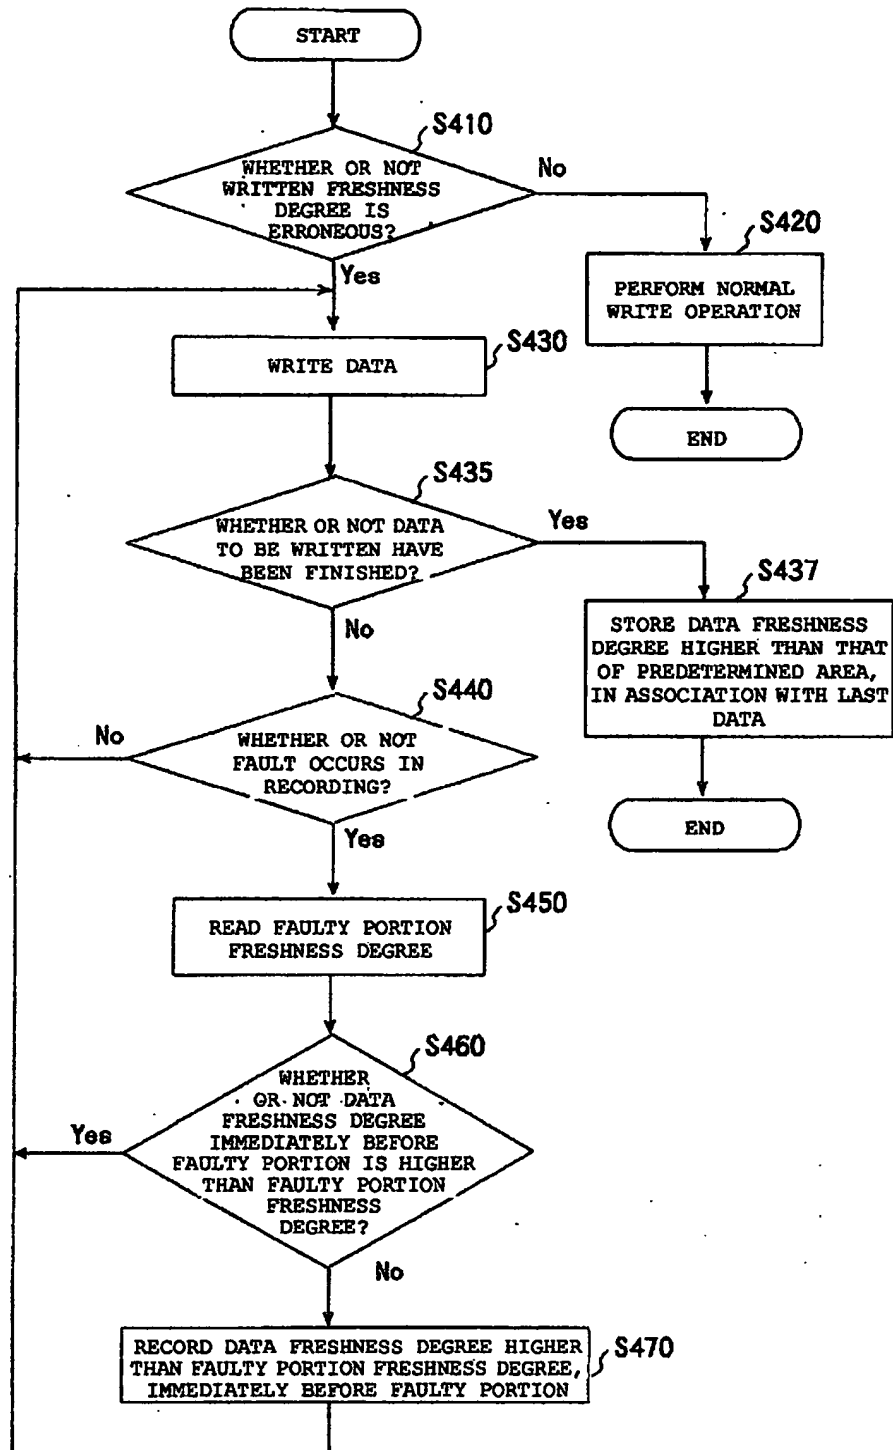 START
S410
WHETHER OR NOT
WRITTEN FRESHNESS
DEGREE IS
ERRONEOUS?
No
Yes
S420
PERFORM NORMAL
WRITE OPERATION
END
S430
WRITE DATA
S435
WHETHER OR NOT DATA
TO BE WRITTEN HAVE
BEEN FINISHED?
Yes
No
S437
STORE DATA FRESHNESS
DEGREE HIGHER THAN THAT
OF PREDETERMINED AREA,
IN ASSOCIATION WITH LAST
DATA
END
S440
WHETHER OR NOT
FAULT OCCURS IN
RECORDING?
No
Yes
S450
READ FAULTY PORTION
FRESHNESS DEGREE
S460
WHETHER
OR NOT DATA
FRESHNESS DEGREE
IMMEDIATELY BEFORE
FAULTY PORTION IS HIGHER
THAN FAULTY PORTION
FRESHNESS
DEGREE?
Yes
No
S470
RECORD DATA FRESHNESS DEGREE HIGHER
THAN FAULTY PORTION FRESHNESS DEGREE,
IMMEDIATELY BEFORE FAULTY PORTION